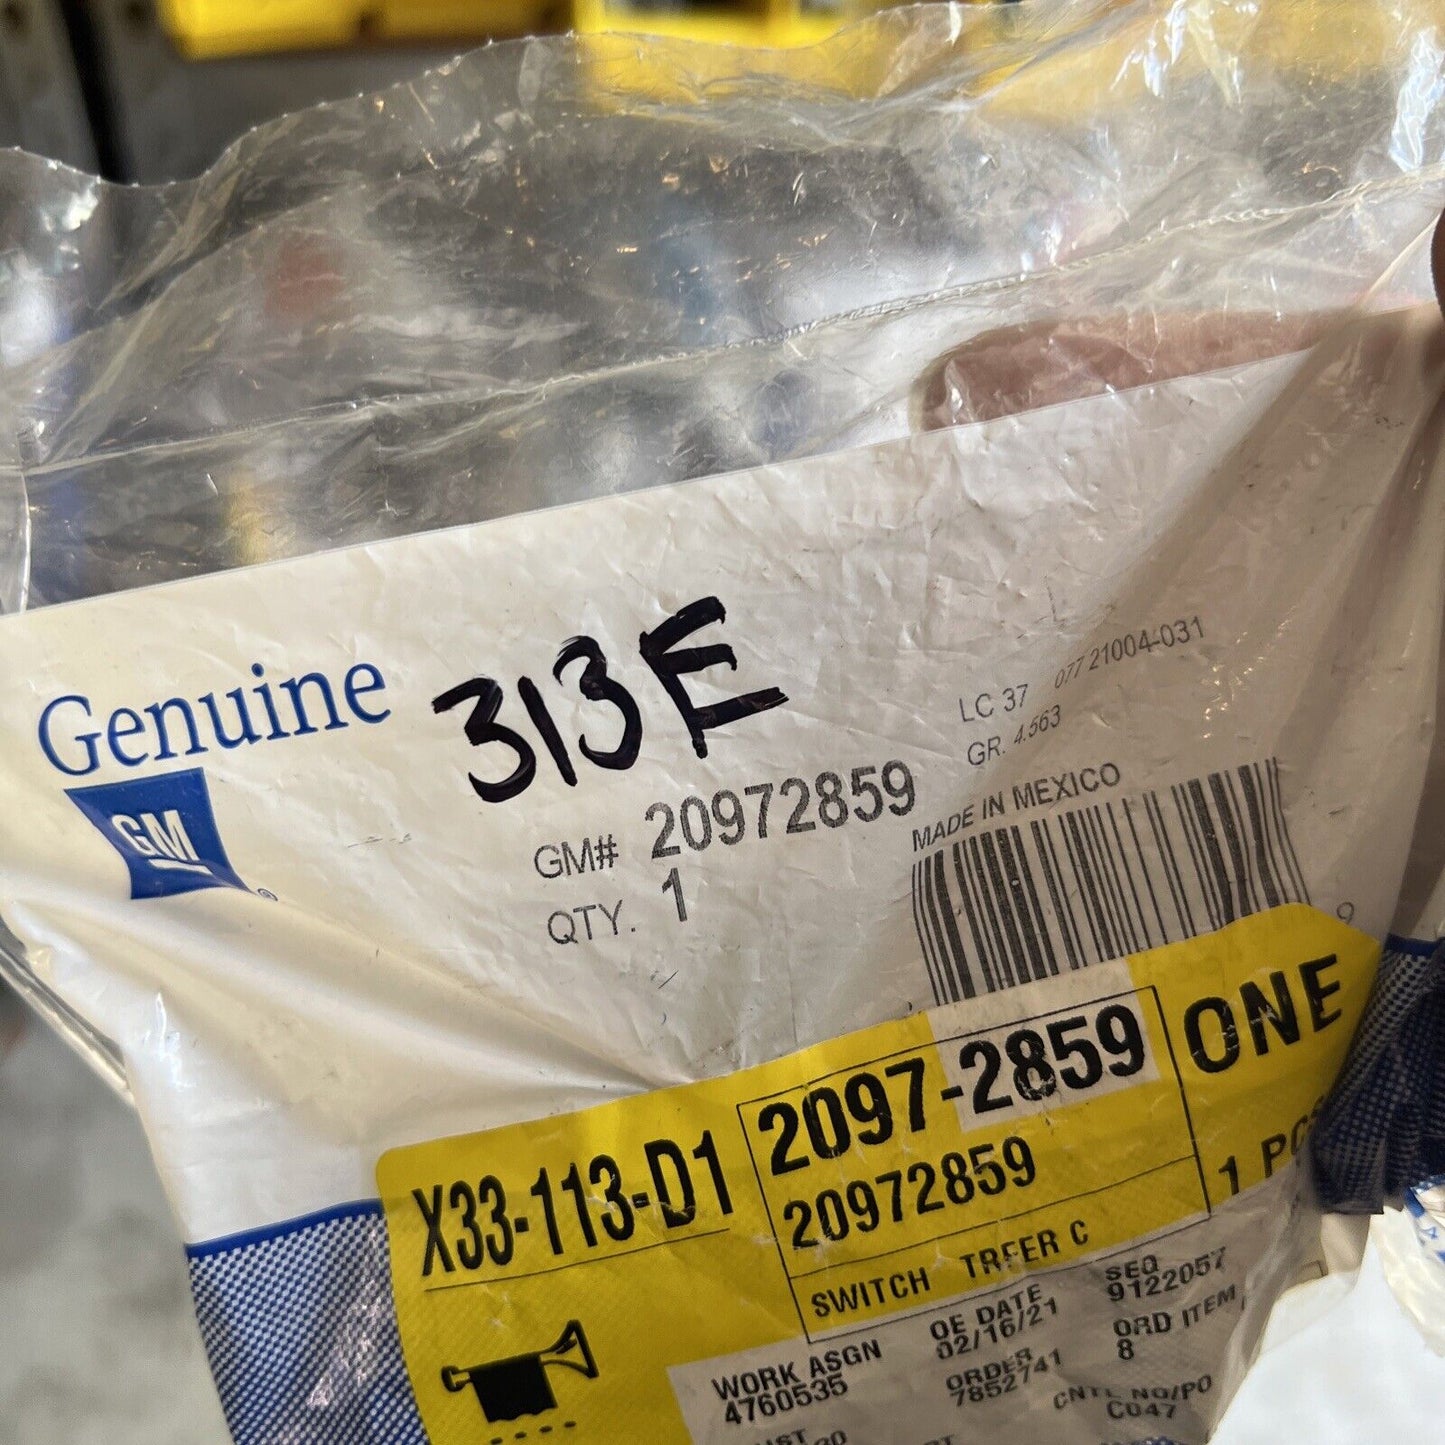 Genuine
GM
®
313E
LC 37 077 21004-031
GR. 4.563
MADE IN MEXICO
GM# 20972859
QTY. 1
9
X33-113-D1
2097-2859
20972859
SWITCH TRFER C
ONE
1
WORK ASGN
4760535
OE DATE
02/16/21
SEQ
9122057
ORDER
7852741
ORD ITEM
8
CNTL NO/PO
C047